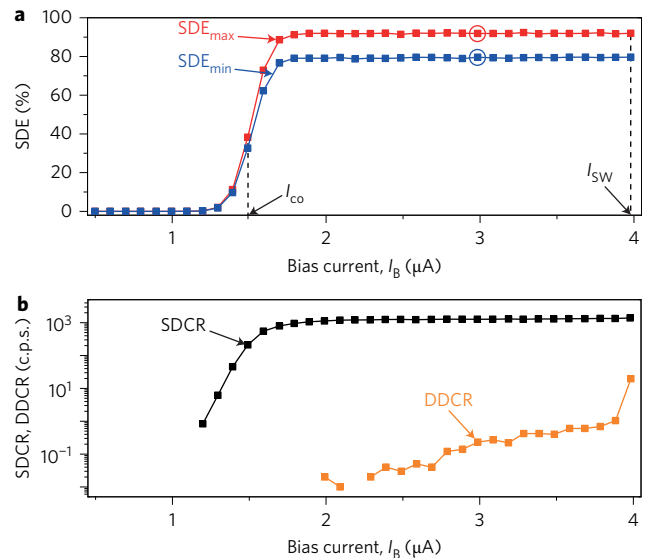 a
100
80
60
40
20
0
SDE (%)
SDEmax
SDEmin
Ico
ISW
1
2
3
4
Bias current, IB (μA)
b
10³
10¹
10⁻¹
SDCR, DDCR (c.p.s.)
SDCR
DDCR
1
2
3
4
Bias current, IB (μA)